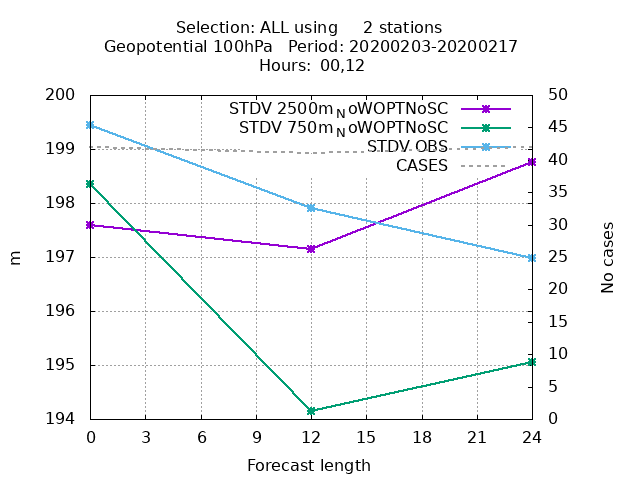 Selection: ALL using     2 stations
Geopotential 100hPa   Period: 20200203-20200217
Hours:  00,12
STDV 2500m_NoWOPTNoSC
STDV 750m_NoWOPTNoSC
STDV OBS
CASES
200
199
198
197
196
195
194
m
50
45
40
35
30
25
20
15
10
5
0
No cases
0 3 6 9 12 15 18 21 24
Forecast length